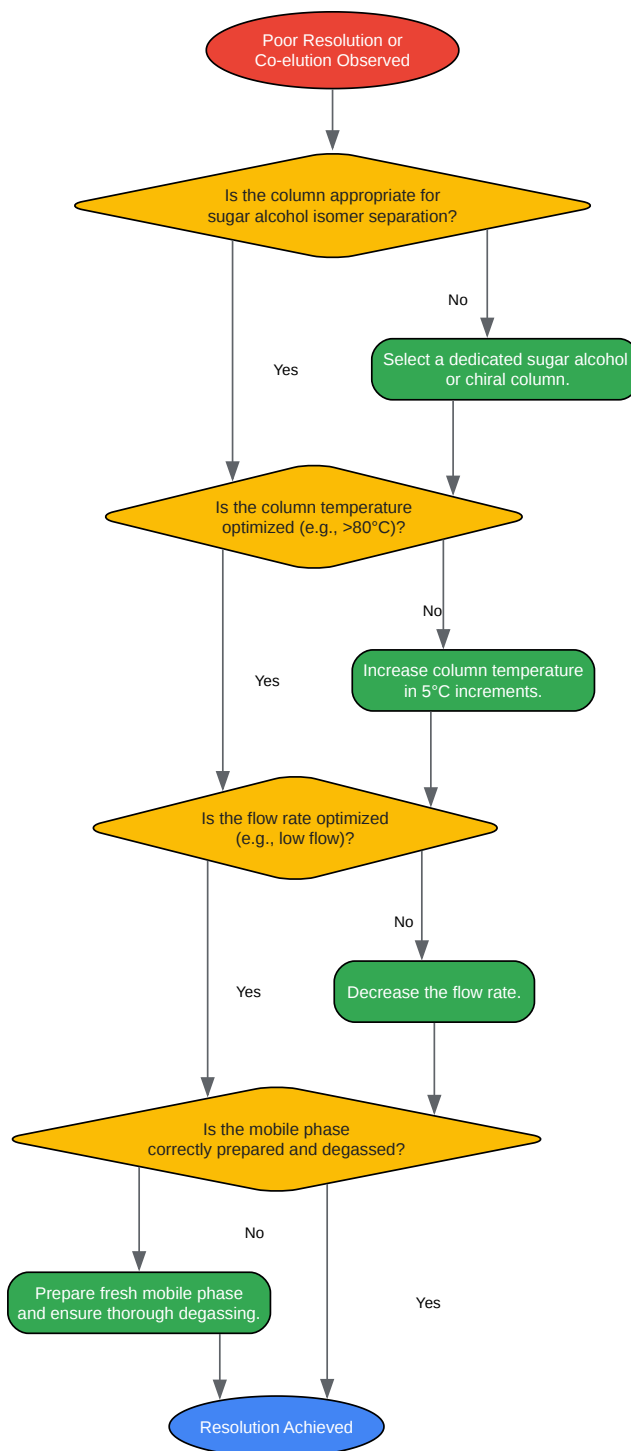 Poor Resolution or
Co-elution Observed
Is the column appropriate for
sugar alcohol isomer separation?
No
Select a dedicated sugar alcohol
or chiral column.
Yes
Is the column temperature
optimized (e.g., >80°C)?
No
Increase column temperature
in 5°C increments.
Yes
Is the flow rate optimized
(e.g., low flow)?
No
Decrease the flow rate.
Yes
Is the mobile phase
correctly prepared and degassed?
No
Prepare fresh mobile phase
and ensure thorough degassing.
Yes
Resolution Achieved